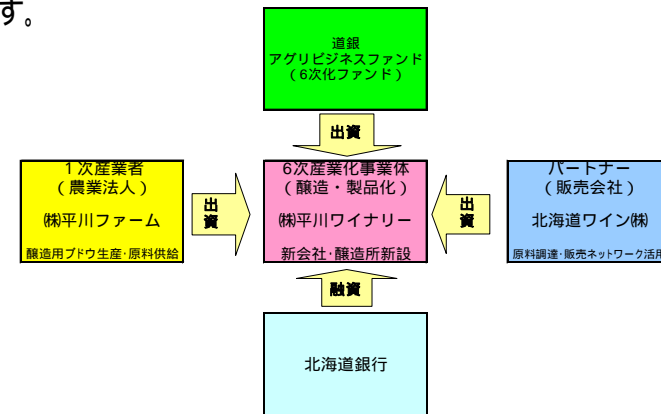 す。
道銀
アグリビジネスファンド
（6次化ファンド）
出資
1次産業者
（農業法人）
㈱平川ファーム
醸造用ブドウ生産・原料供給
出資
6次産業化事業体
（醸造・製品化）
㈱平川ワイナリー
新会社・醸造所新設
出資
パートナー
（販売会社）
北海道ワイン㈱
原料調達・販売ネットワーク活用
融資
北海道銀行